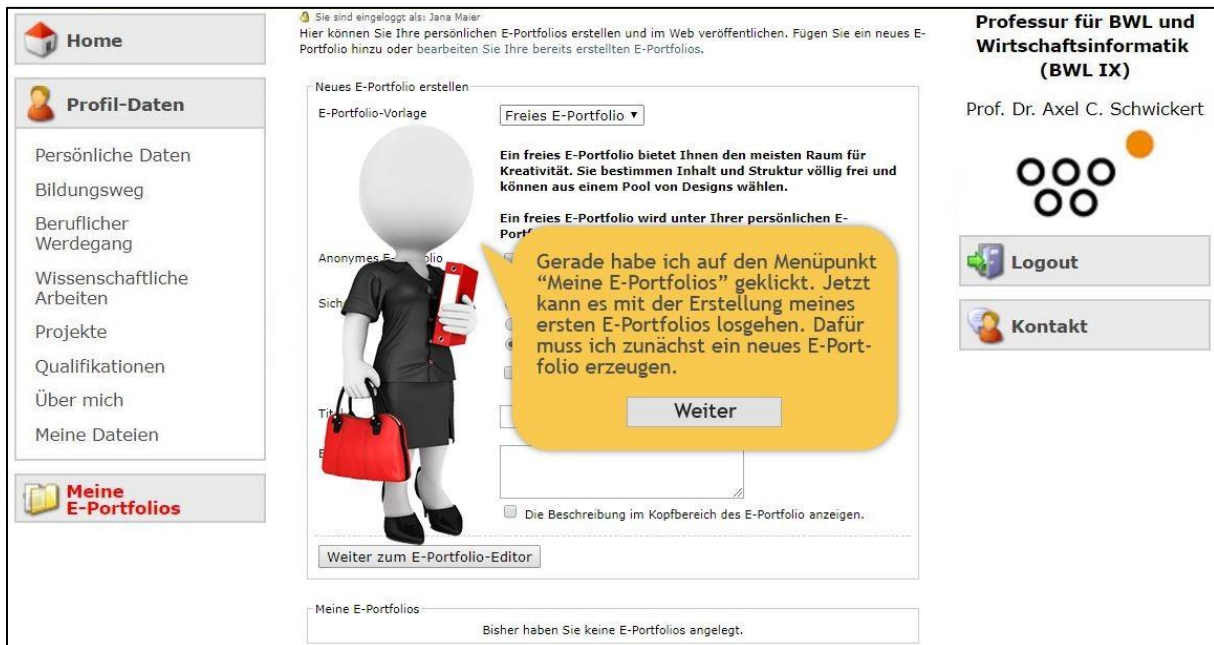 Home
Profil-Daten
Persönliche Daten
Bildungsweg
Beruflicher
Werdegang
Wissenschaftliche
Arbeiten
Projekte
Qualifikationen
Über mich
Meine Dateien
Meine
E-Portfolios
Sie sind eingeloggt als: Jana Maier
Hier können Sie Ihre persönlichen E-Portfolios erstellen und im Web veröffentlichen. Fügen Sie ein neues E-
Portfolio hinzu oder bearbeiten Sie Ihre bereits erstellten E-Portfolios.
Neues E-Portfolio erstellen
E-Portfolio-Vorlage
Freies E-Portfolio
Ein freies E-Portfolio bietet Ihnen den meisten Raum für
Kreativität. Sie bestimmen Inhalt und Struktur völlig frei und
können aus einem Pool von Designs wählen.
Ein freies E-Portfolio wird unter Ihrer persönlichen E-
Anonymes
Gerade habe ich auf den Menüpunkt
“Meine E-Portfolios” geklickt. Jetzt
kann es mit der Erstellung meines
ersten E-Portfolios losgehen. Dafür
muss ich zunächst ein neues E-Port-
folio erzeugen.
Weiter
Die Beschreibung im Kopfbereich des E-Portfolio anzeigen.
Weiter zum E-Portfolio-Editor
Meine E-Portfolios
Bisher haben Sie keine E-Portfolios angelegt.
Professur für BWL und
Wirtschaftsinformatik
(BWL IX)
Prof. Dr. Axel C. Schwickert
Logout
Kontakt